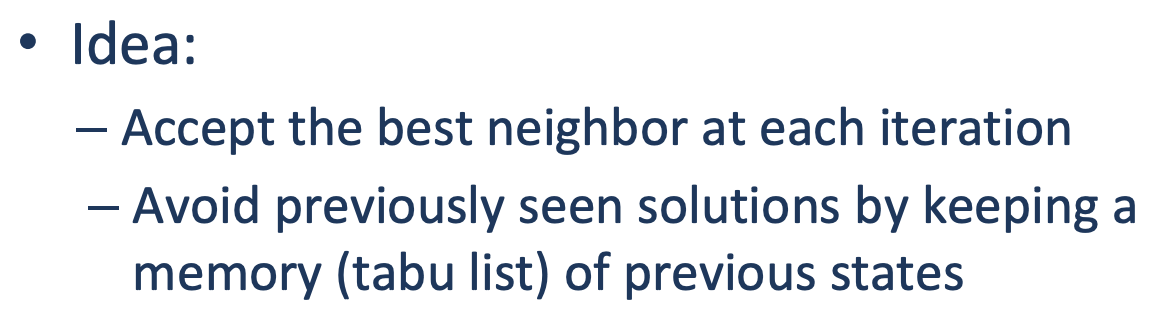 • Idea:
– Accept the best neighbor at each iteration
– Avoid previously seen solutions by keeping a
memory (tabu list) of previous states